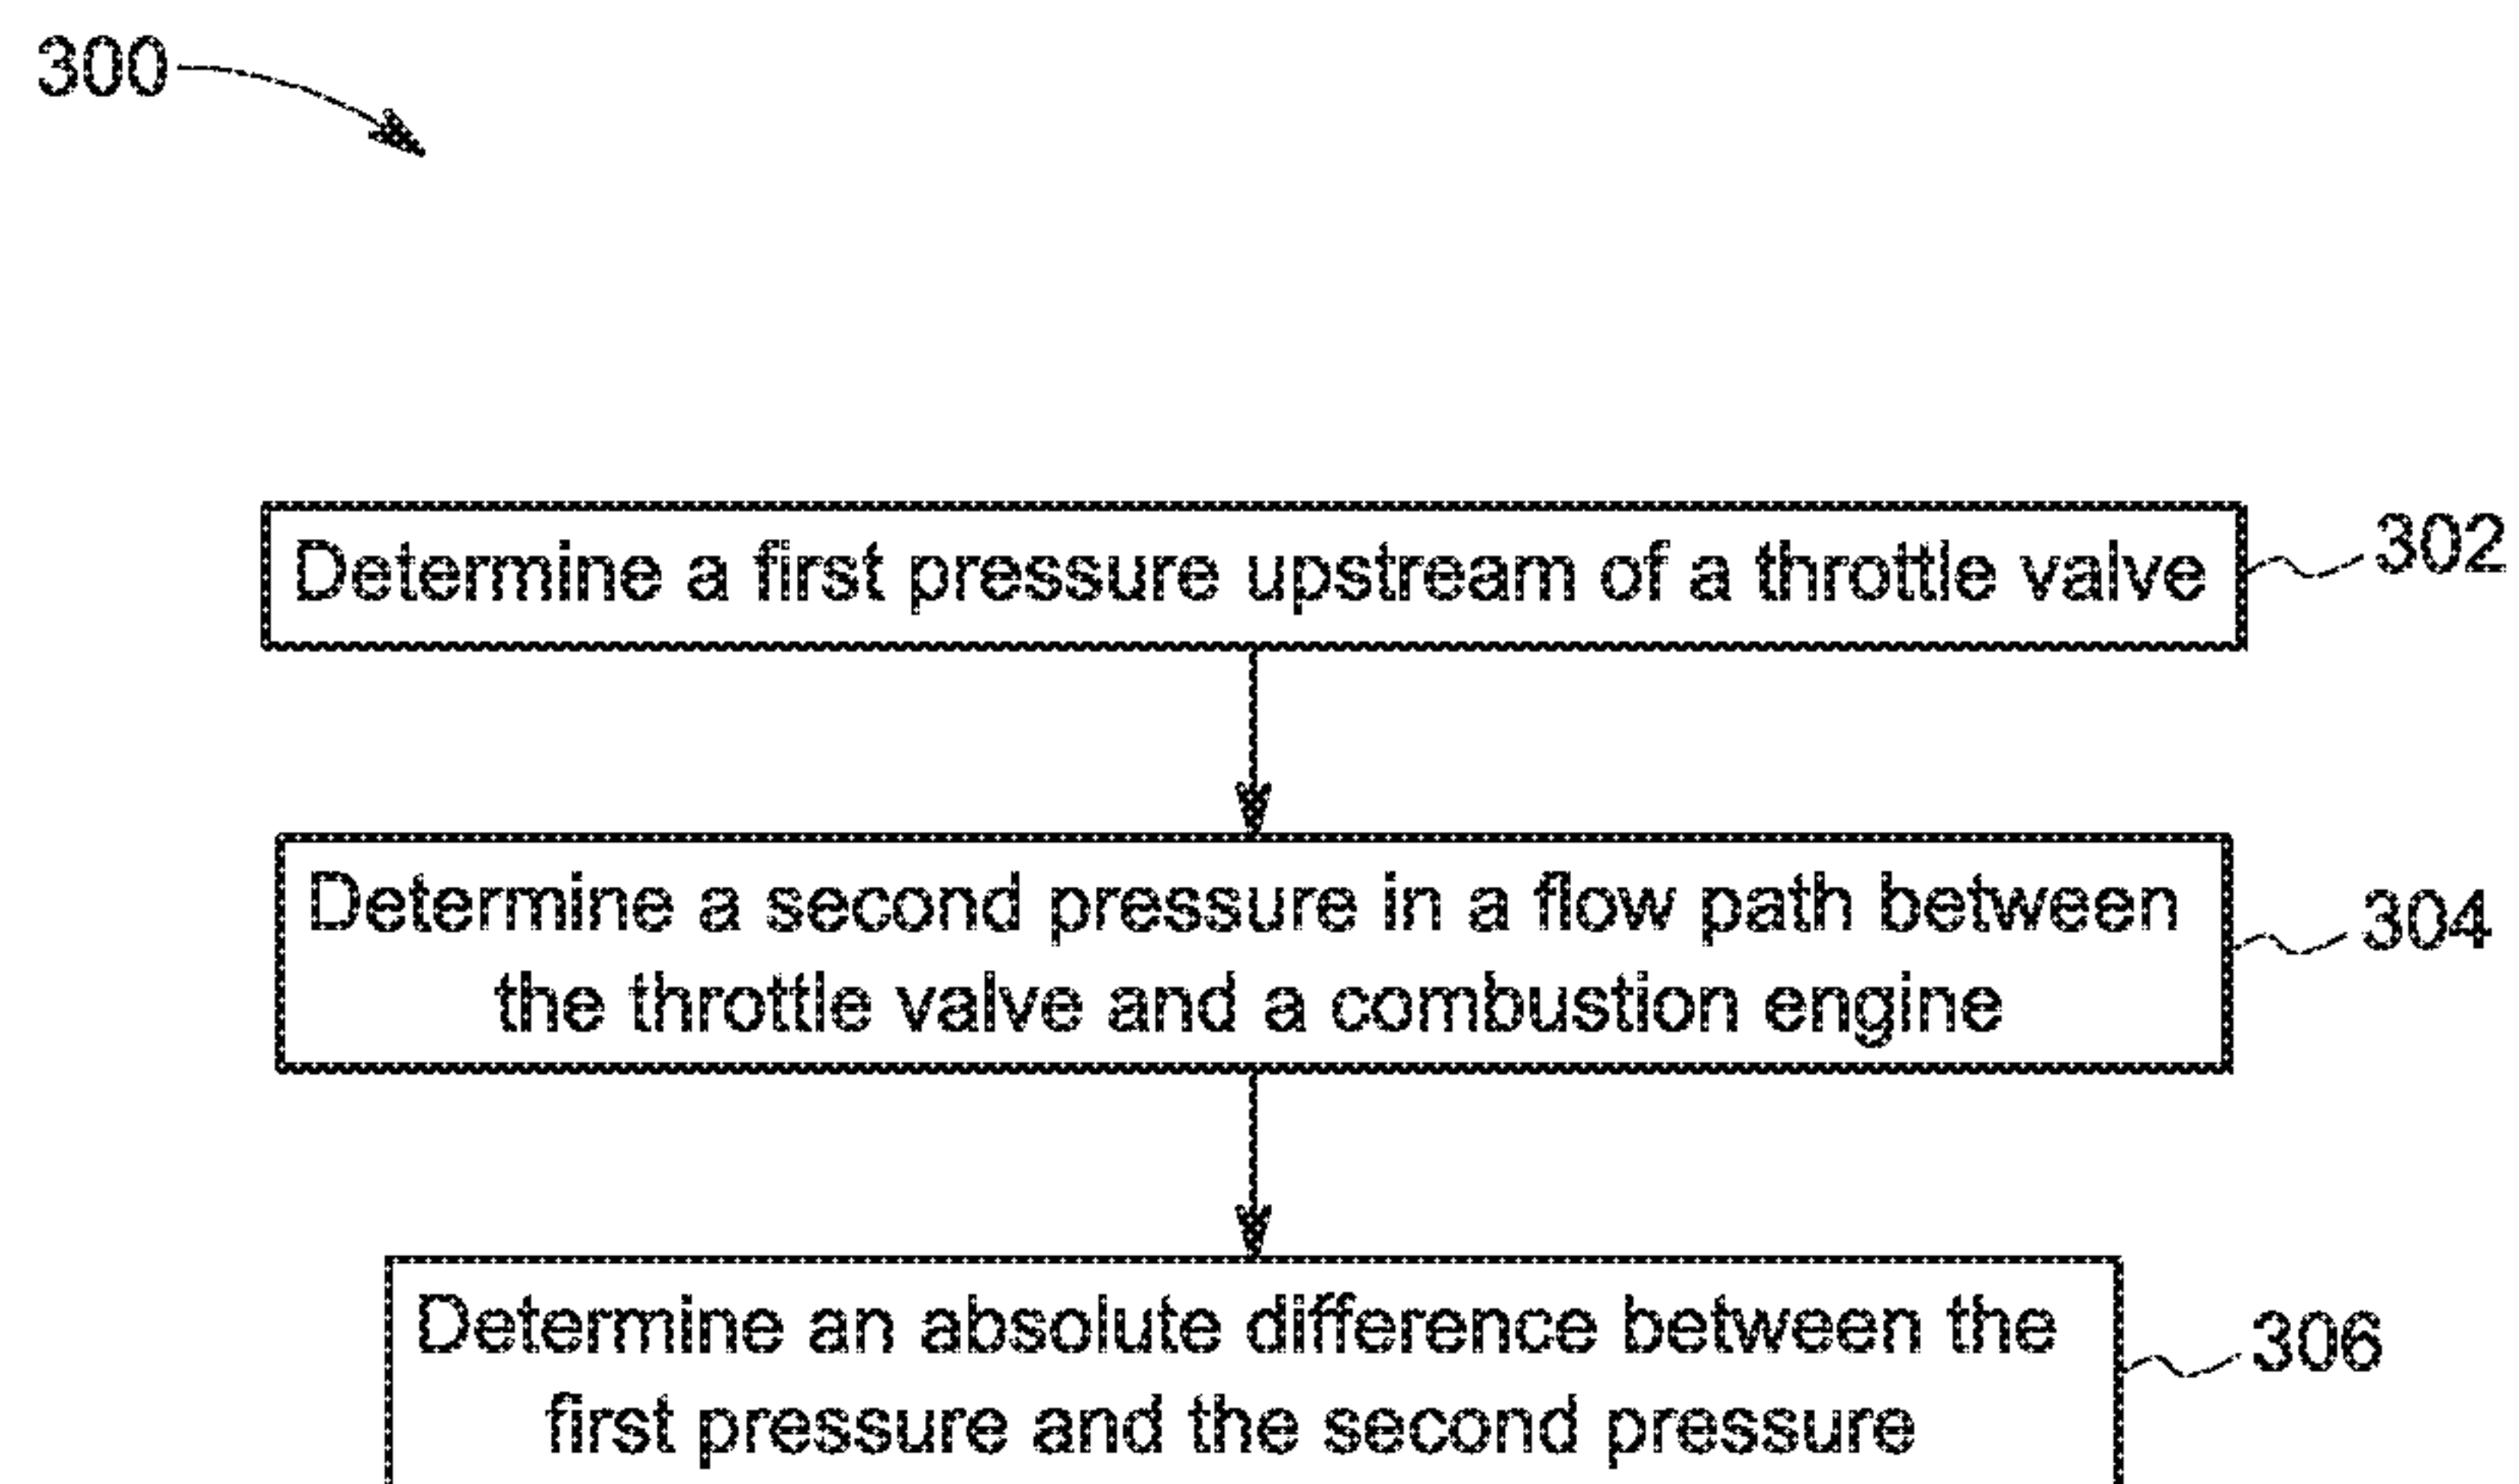 300
Determine a first pressure upstream of a throttle valve
302
Determine a second pressure in a flow path between
the throttle valve and a combustion engine
304
Determine an absolute difference between the
first pressure and the second pressure
306